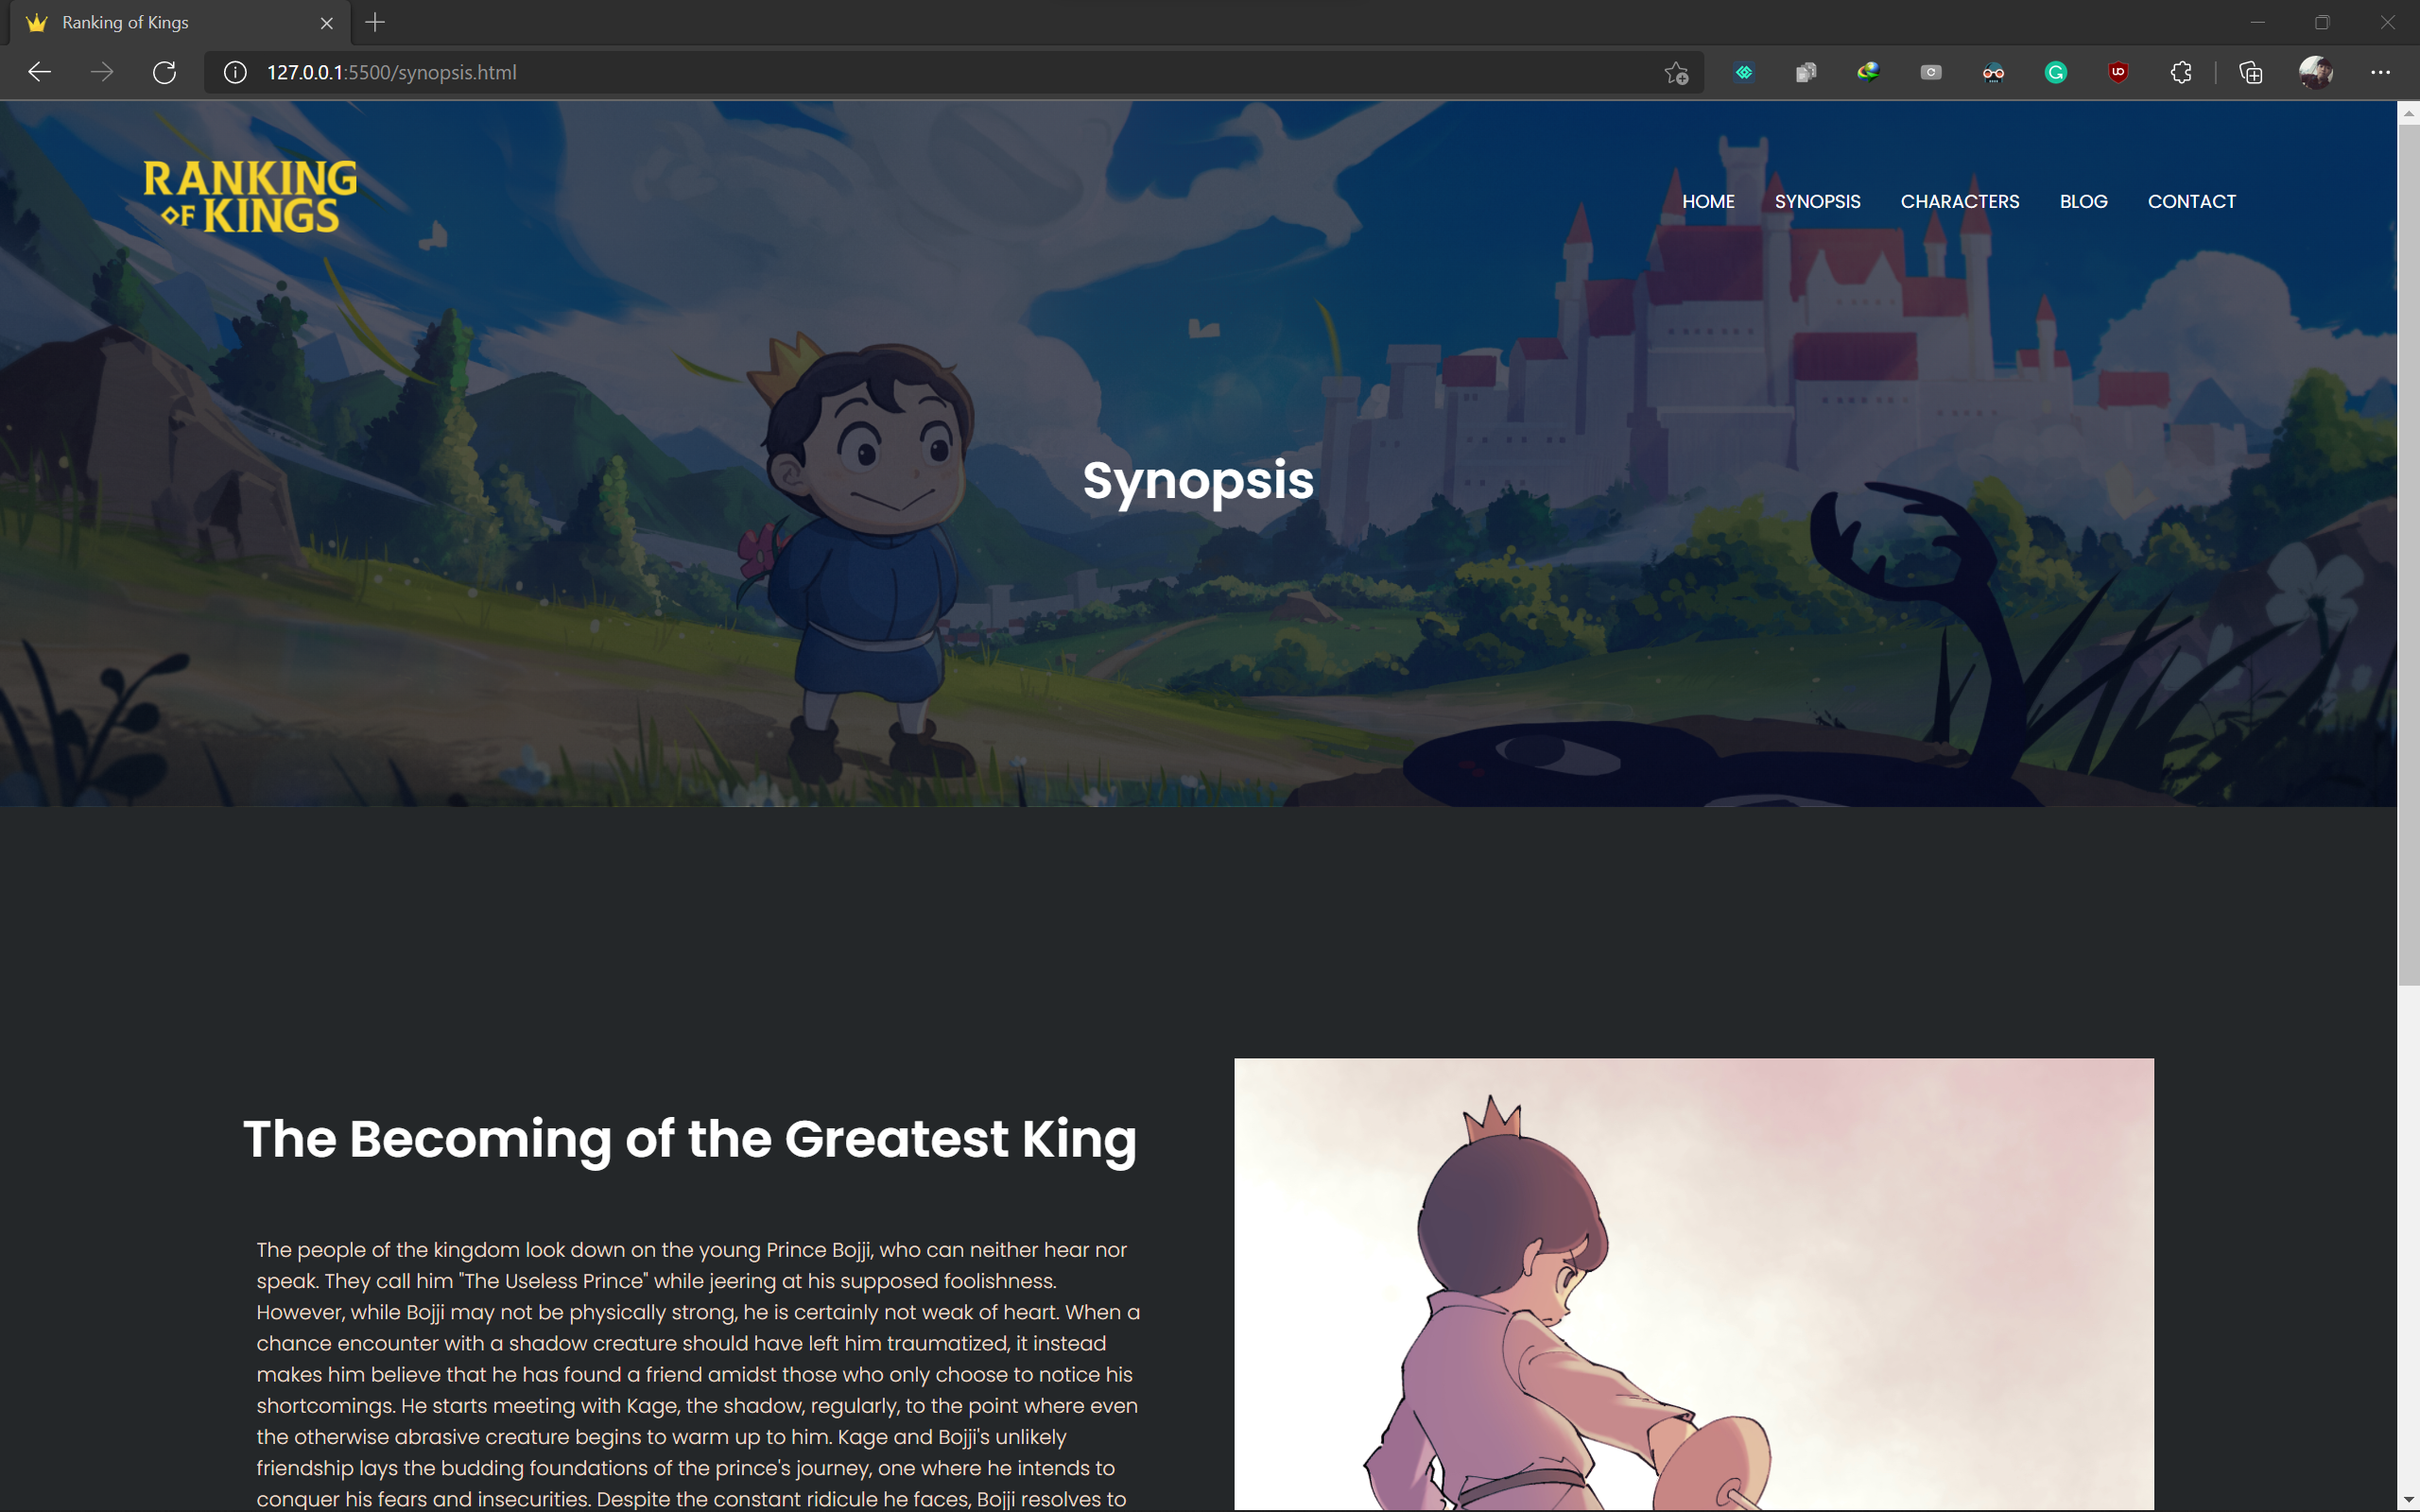 Ranking of Kings
127.0.0.1:5500/synopsis.html
RANKING
OF KINGS
HOME SYNOPSIS CHARACTERS BLOG CONTACT
Synopsis
The Becoming of the Greatest King
The people of the kingdom look down on the young Prince Bojji, who can neither hear nor
speak. They call him "The Useless Prince" while jeering at his supposed foolishness.
However, while Bojji may not be physically strong, he is certainly not weak of heart. When a
chance encounter with a shadow creature should have left him traumatized, it instead
makes him believe that he has found a friend amidst those who only choose to notice his
shortcomings. He starts meeting with Kage, the shadow, regularly, to the point where even
the otherwise abrasive creature begins to warm up to him. Kage and Bojji's unlikely
friendship lays the budding foundations of the prince's journey, one where he intends to
conquer his fears and insecurities. Despite the constant ridicule he faces, Bojji resolves to